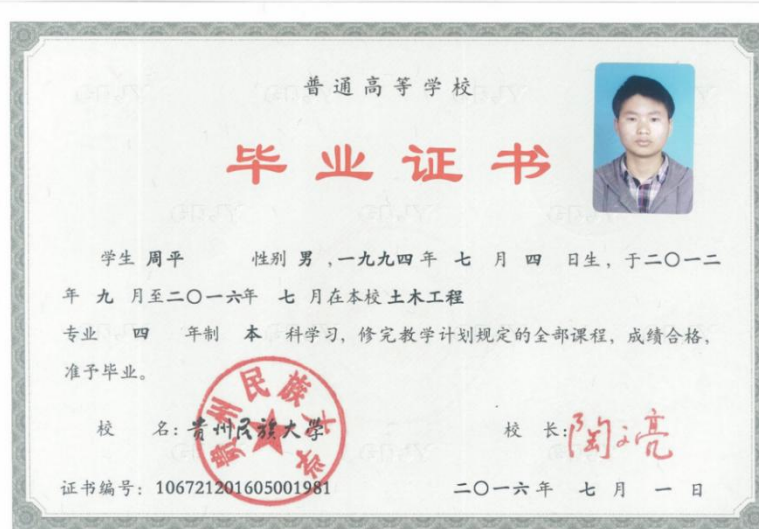 普通高等学校
毕业证书
学生 周平 性别 男 ,一九九四 年 七 月 四 日生，于二〇一二
年 九 月至二〇一六年 七 月在本校 土木工程
专业 四 年制 本 科学习，修完教学计划规定的全部课程，成绩合格，
准予毕业。
贵州民族大学
校 名：贵州民族大学 校 长：陶文亮
证书编号：106721201605001981 二〇一六 年 七 月 一 日